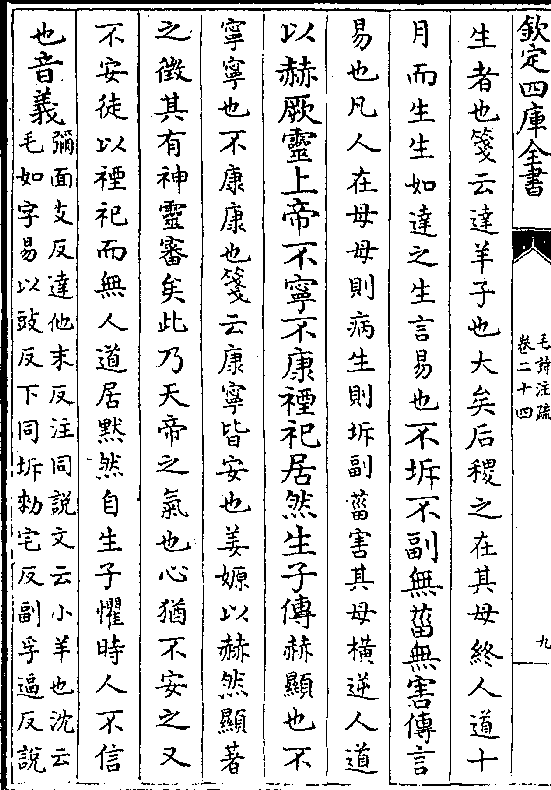 欽定四庫全書
毛詩注疏
卷二十四
九
生者也箋云達羊子也大矣后稷之在其母終人道十
月而生生如達之生言易也不坼不副無菑無害傳言
易也凡人在母母則病生則坼副菑害其母橫逆人道
以赫厥靈上帝不寧不康禋祀居然生子傳赫顯也不
寧寧也不康康也箋云康寧皆安也姜嫄以赫然顯著
之徵其有神靈審矣此乃天帝之氣也心猶不安之又
不安徒以禋祀而無人道居默然自生子懼時人不信
也音義彌面支反達他末反注同説文云小羊也沈云
毛如字易以豉反下同坼勑宅反副孚逼反説